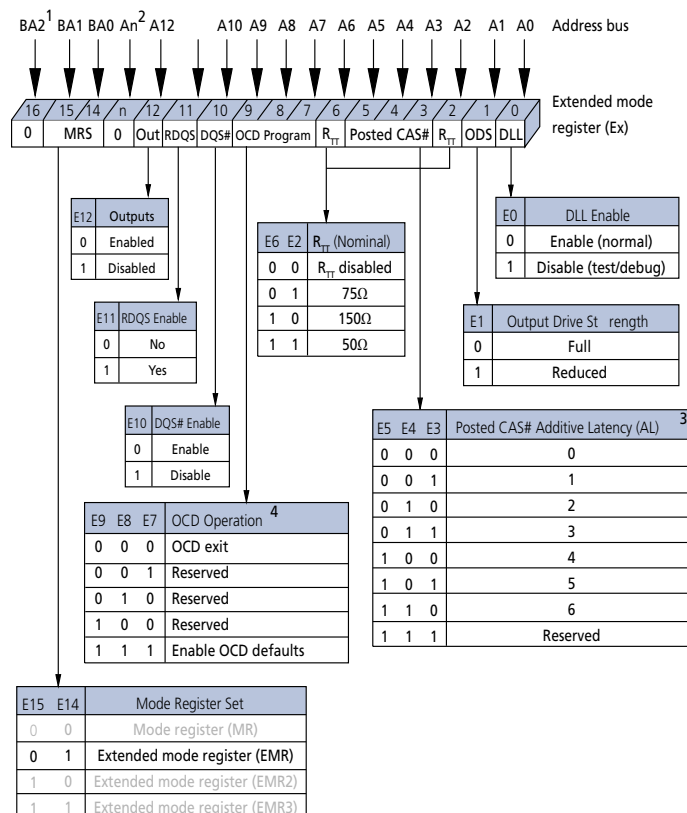 BA2¹ BA1 BA0 An² A12 A10 A9 A8 A7 A6 A5 A4 A3 A2 A1 A0 Address bus
16 15 14 n 12 11 10 9 8 7 6 5 4 3 2 1 0
Extended mode
register (Ex)
0 MRS 0 Out RDQS DQS# OCD Program RTT Posted CAS# RTT ODS DLL
E12 Outputs
0 Enabled
1 Disabled
E11 RDQS Enable
0 No
1 Yes
E10 DQS# Enable
0 Enable
1 Disable
E6 E2 RTT (Nominal)
0 0 RTT disabled
0 1 75Ω
1 0 150Ω
1 1 50Ω
E0 DLL Enable
0 Enable (normal)
1 Disable (test/debug)
E1 Output Drive St rength
0 Full
1 Reduced
E5 E4 E3 Posted CAS# Additive Latency (AL) 3
0 0 0 0
0 0 1 1
0 1 0 2
0 1 1 3
1 0 0 4
1 0 1 5
1 1 0 6
1 1 1 Reserved
E9 E8 E7 OCD Operation 4
0 0 0 OCD exit
0 0 1 Reserved
0 1 0 Reserved
1 0 0 Reserved
1 1 1 Enable OCD defaults
E15 E14 Mode Register Set
0 0 Mode register (MR)
0 1 Extended mode register (EMR)
1 0 Extended mode register (EMR2)
1 1 Extended mode register (EMR3)